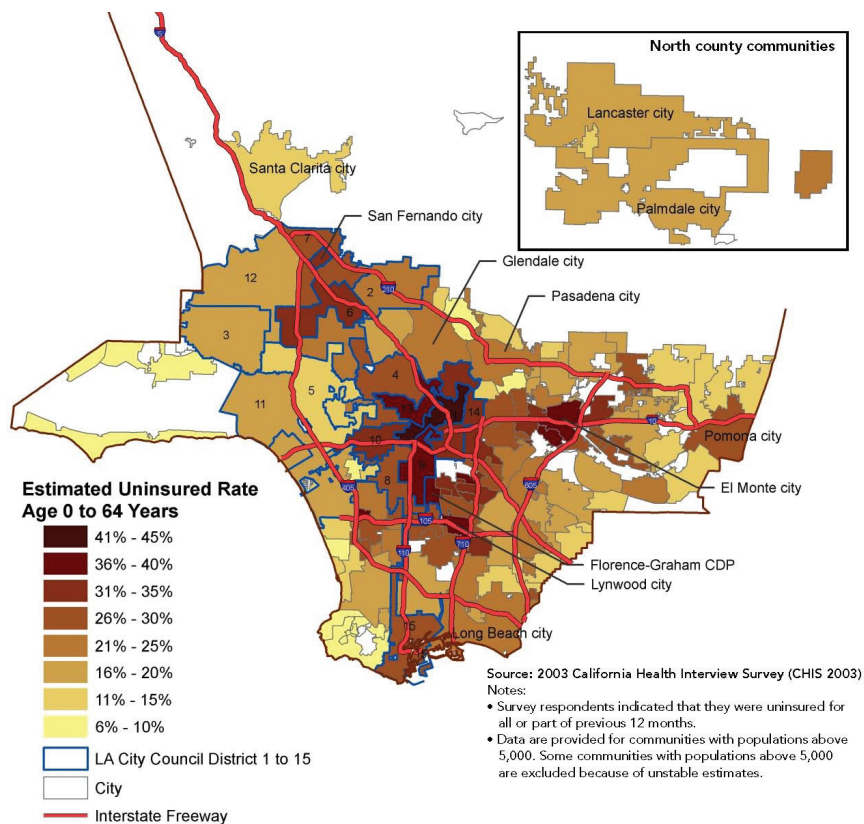 5
North county communities
Lancaster city
Palmdale city
Santa Clarita city
San Fernando city
7
Glendale city
12
2
210
Pasadena city
6
3
4
5
11
14
10
10
Pomona city
8
9
El Monte city
405
605
105
110
710
Florence-Graham CDP
Lynwood city
15
Long Beach city
Estimated Uninsured Rate
Age 0 to 64 Years
41% - 45%
36% - 40%
31% - 35%
26% - 30%
21% - 25%
16% - 20%
11% - 15%
6% - 10%
LA City Council District 1 to 15
City
Interstate Freeway
Source: 2003 California Health Interview Survey (CHIS 2003)
Notes:
• Survey respondents indicated that they were uninsured for
all or part of previous 12 months.
• Data are provided for communities with populations above
5,000. Some communities with populations above 5,000
are excluded because of unstable estimates.